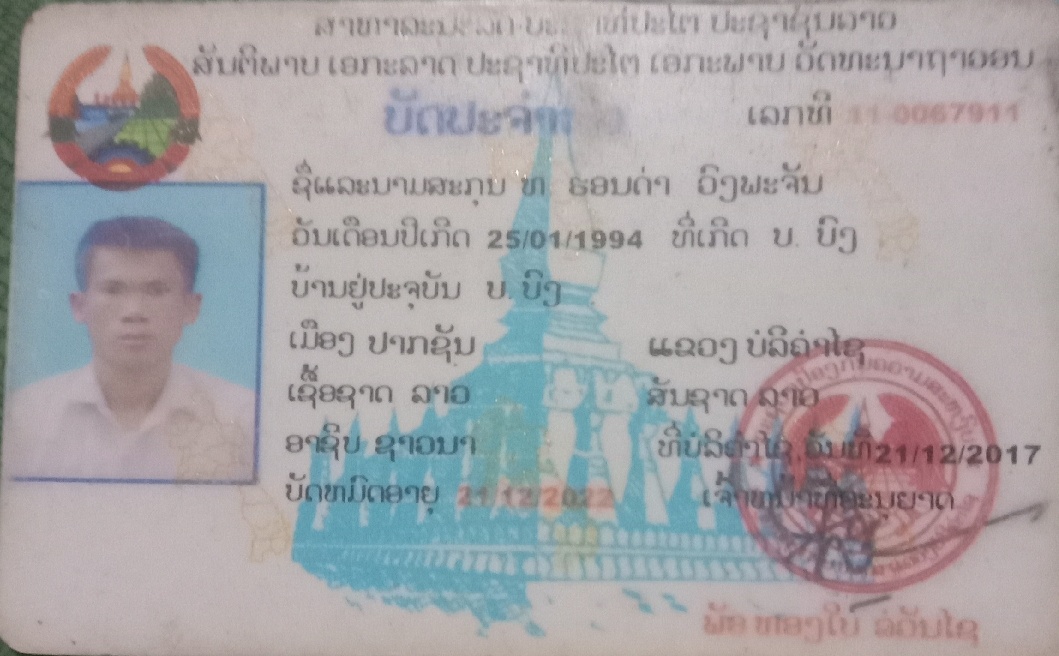 ສາທາລະນະລັດ ປະຊາທິປະໄຕ ປະຊາຊົນລາວ
ສັນຕິພາບ ເອກະລາດ ປະຊາທິປະໄຕ ເອກະພາບ ວັດທະນາຖາວອນ
ບັດປະຈຳ ເລກທີ 11-0067911
ຊື່ແລະນາມສະກຸນ ທ. ຮອນດ່າ ວົງພະຈັນ
ວັນເດືອນປີເກີດ 25/01/1994 ທີ່ເກີດ ບ. ບົງ
ບ້ານຢູ່ປະຈຸບັນ ບ. ບົງ
ເມືອງ ປາກຊັນ ແຂວງ ບໍລິຄຳໄຊ
ເຊື້ອຊາດ ລາວ ສັນຊາດ ລາວ
ອາຊີບ ຊາວນາ ທີ່ບໍລິຄຳໄຊ ວັນທີ 21/12/2017
ບັດຫມົດອາຍຸ 21/12/2022 ເຈົ້າຫນ້າທີ່ອະນຸຍາດ
ພັອ ທອງໃບ ລໍວັນໄຊ